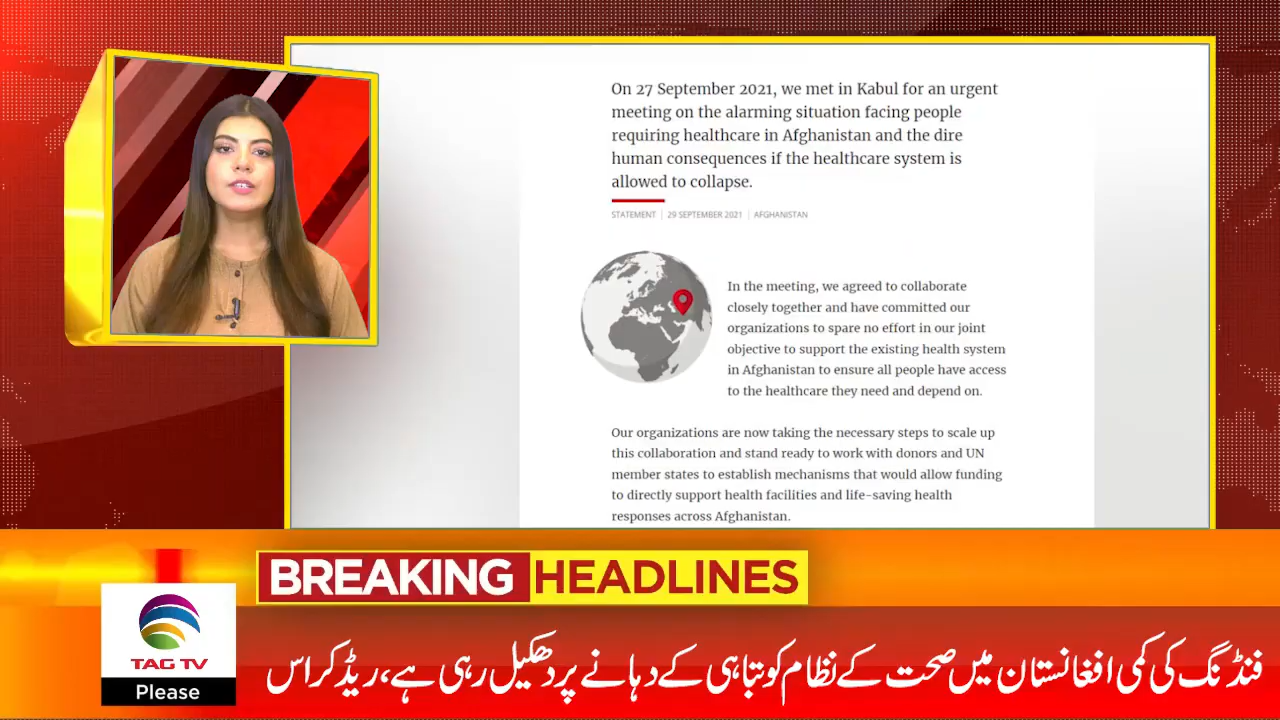 On 27 September 2021, we met in Kabul for an urgent
meeting on the alarming situation facing people
requiring healthcare in Afghanistan and the dire
human consequences if the healthcare system is
allowed to collapse.
STATEMENT | 29 SEPTEMBER 2021 | AFGHANISTAN
In the meeting, we agreed to collaborate
closely together and have committed our
organizations to spare no effort in our joint
objective to support the existing health system
in Afghanistan to ensure all people have access
to the healthcare they need and depend on.
Our organizations are now taking the necessary steps to scale up
this collaboration and stand ready to work with donors and UN
member states to establish mechanisms that would allow funding
to directly support health facilities and life-saving health
responses across Afghanistan.
BREAKING HEADLINES
TAG TV
Please
فنڈنگ کی کمی افغانستان میں صحت کے نظام کو تباہی کے دہانے پر دھکیل رہی ہے، ریڈ کراس